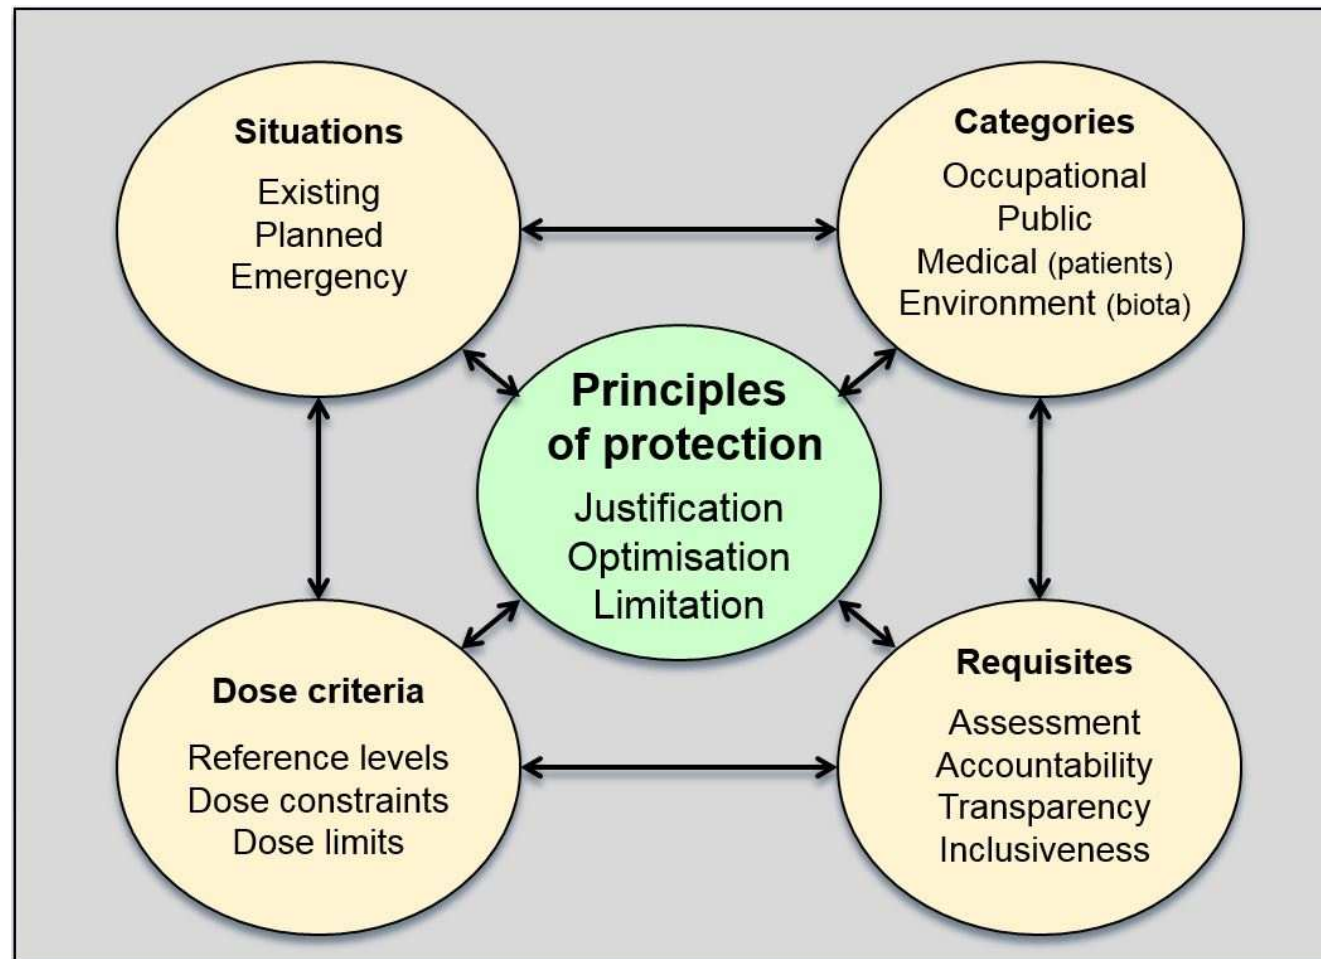 Situations
Existing
Planned
Emergency
Categories
Occupational
Public
Medical (patients)
Environment (biota)
Principles
of protection
Justification
Optimisation
Limitation
Dose criteria
Reference levels
Dose constraints
Dose limits
Requisites
Assessment
Accountability
Transparency
Inclusiveness